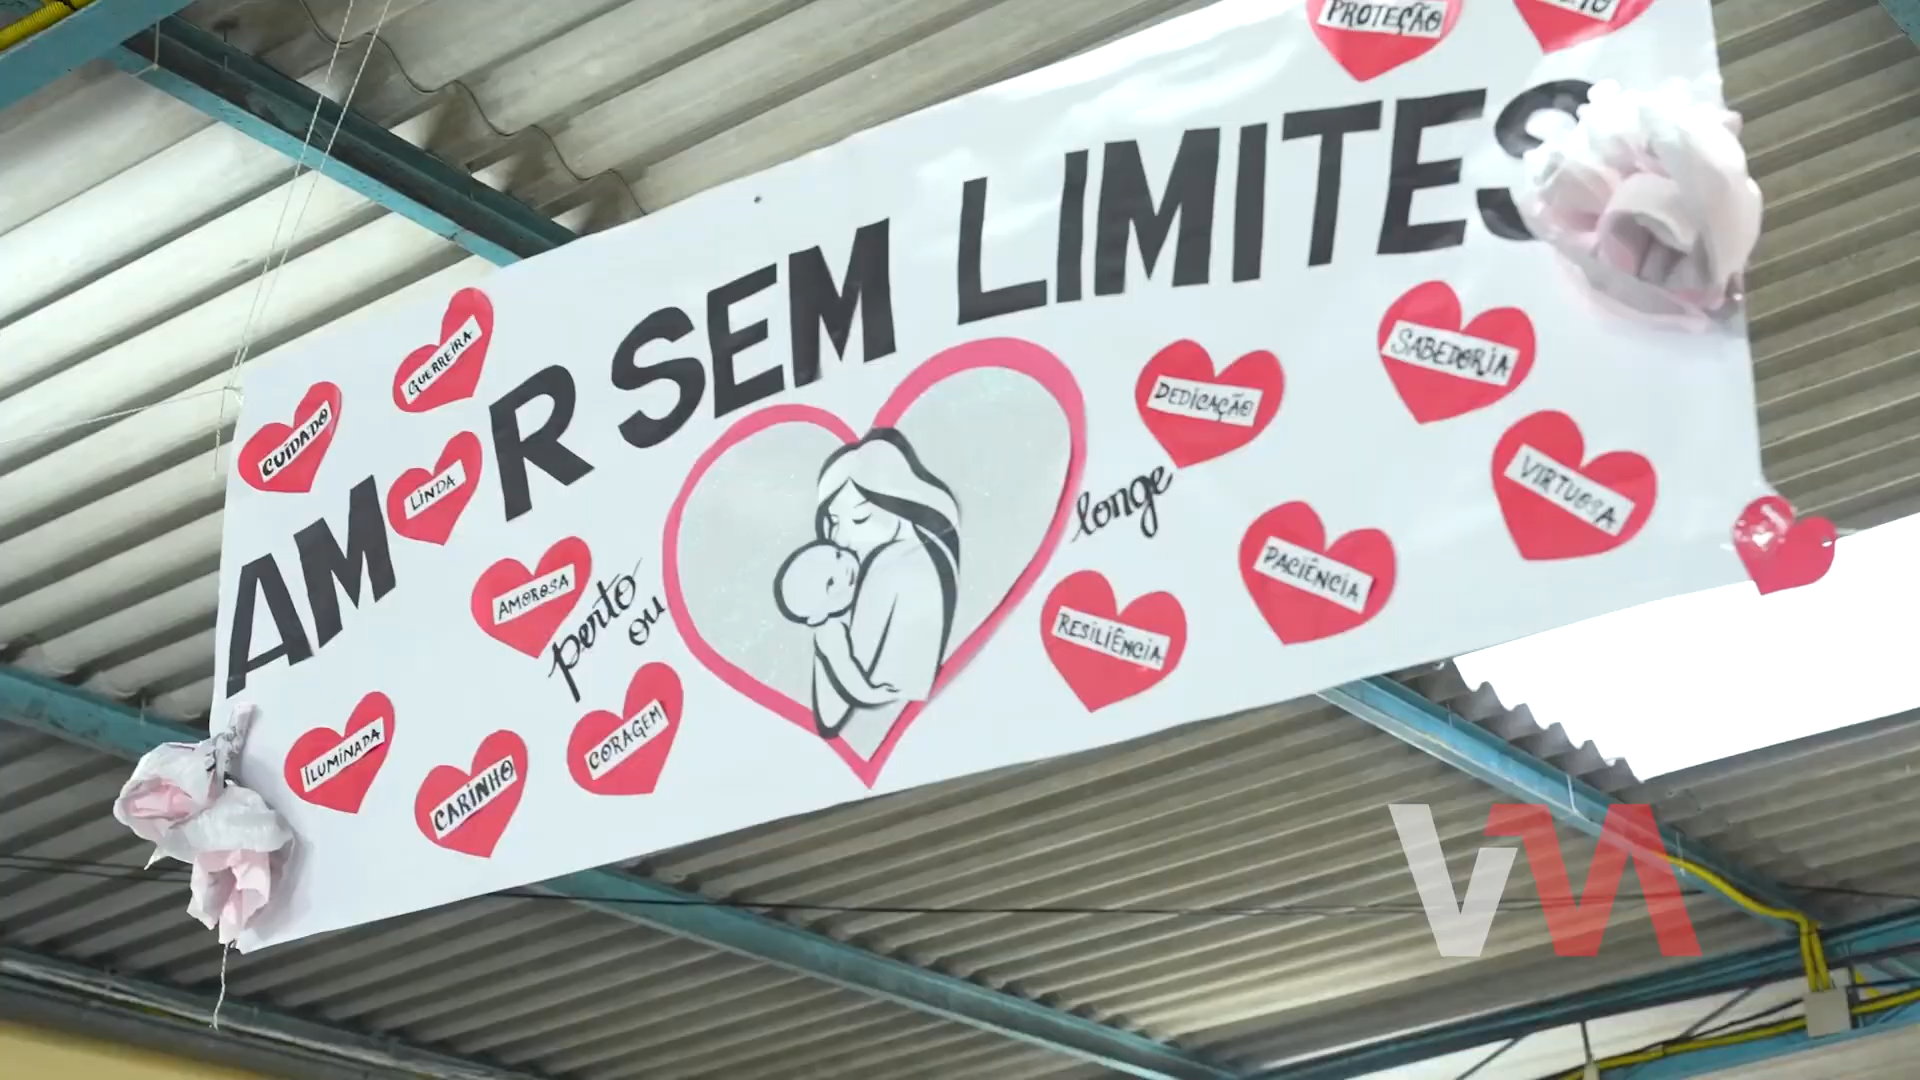 PROTEÇÃO
AMOR SEM LIMITES
GUERREIRA
CUIDADO
LINDA
AMOROSA
perto
ou
longe
DEDICAÇÃO
SABEDORIA
VIRTUOSA
PACIÊNCIA
RESILIÊNCIA
CORAGEM
CARINHO
ILUMINADA
VM